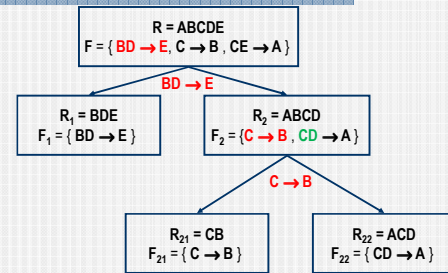 R = ABCDE
F = { BD → E, C → B , CE → A }
BD → E
R₁ = BDE
F₁ = { BD → E }
R₂ = ABCD
F₂ = {C → B , CD → A }
C → B
R₂₁ = CB
F₂₁ = { C → B }
R₂₂ = ACD
F₂₂ = { CD → A }